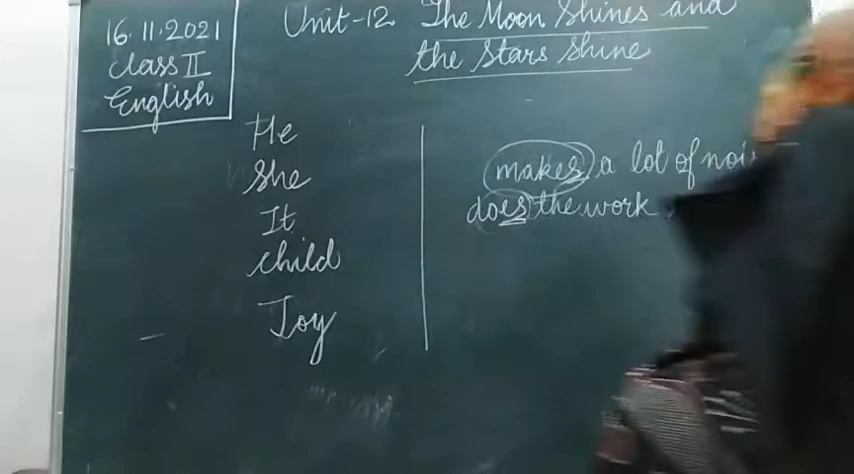 16.11.2021
Class II
English
Unit-12. The Moon Shines and
the Stars Shine
He
She
It
child
Joy
makes a lot of
does the work